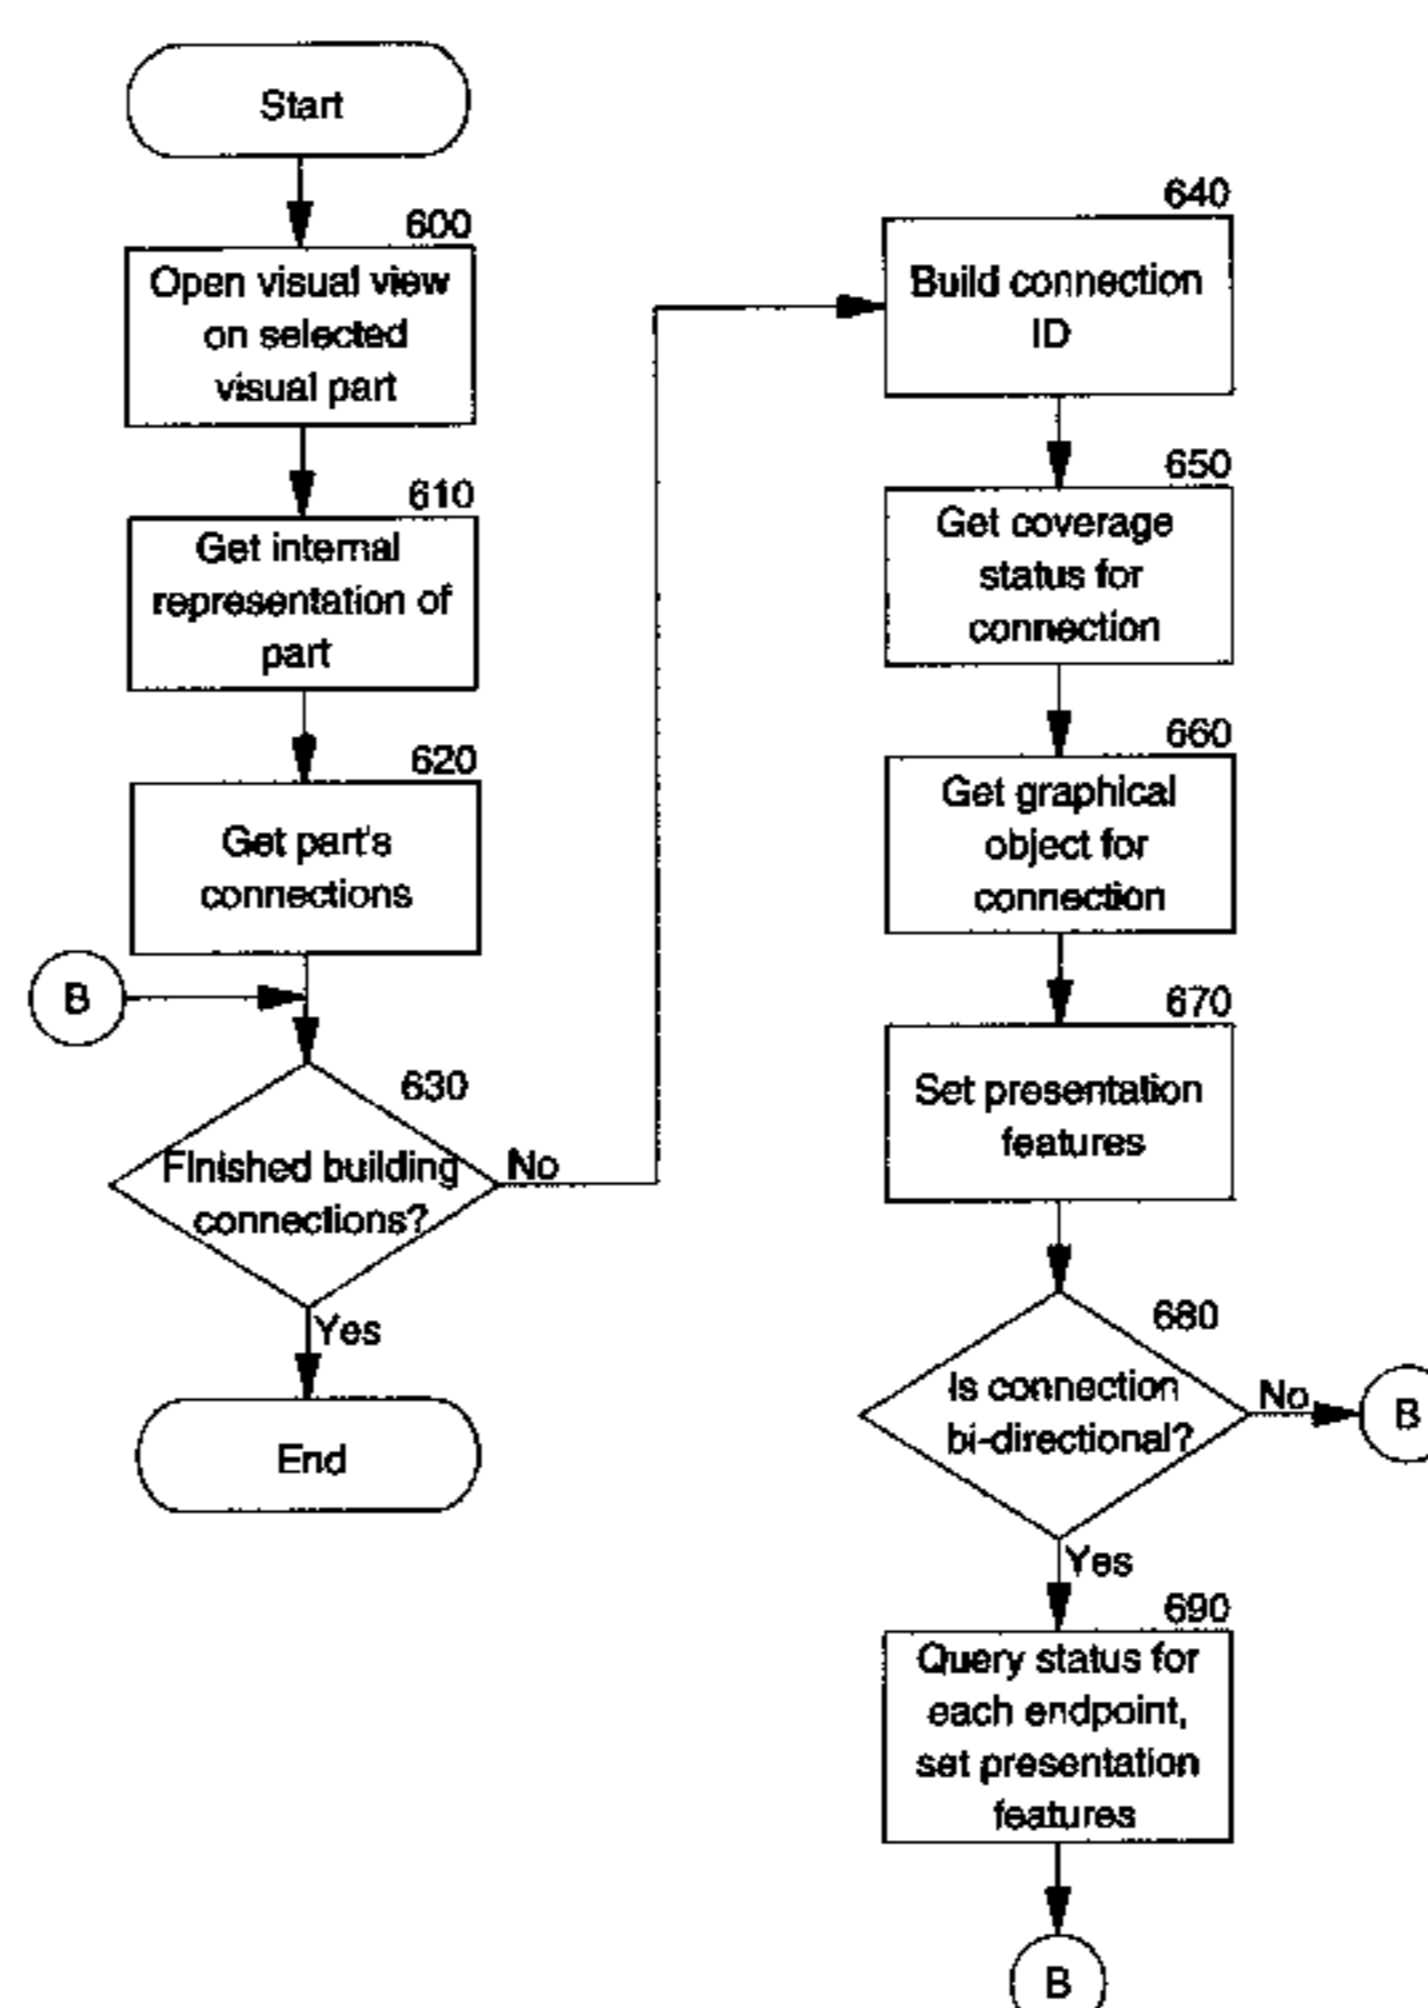 Start
600
Open visual view
on selected
visual part
610
Get internal
representation of
part
620
Get part's
connections
B
630
Finished building
connections?
No
Yes
End
640
Build connection
ID
650
Get coverage
status for
connection
660
Get graphical
object for
connection
670
Set presentation
features
680
Is connection
bi-directional?
No
B
Yes
690
Query status for
each endpoint,
set presentation
features
B